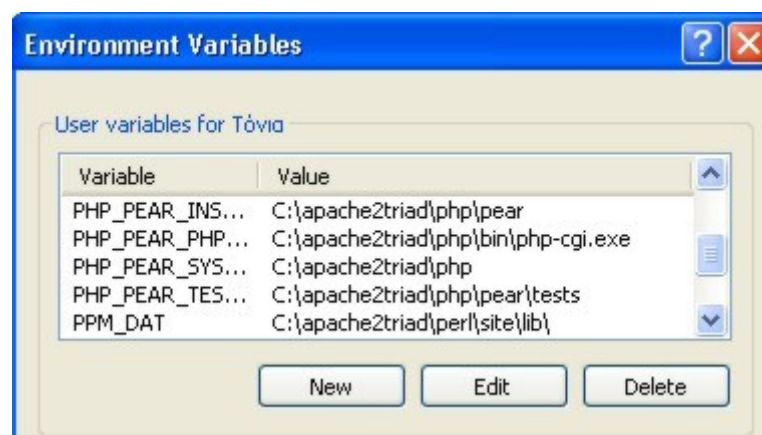 Environment Variables
User variables for Τόνια
Variable Value
PHP_PEAR_INS... C:\apache2triad\php\pear
PHP_PEAR_PHP... C:\apache2triad\php\bin\php-cgi.exe
PHP_PEAR_SYS... C:\apache2triad\php
PHP_PEAR_TES... C:\apache2triad\php\pear\tests
PPM_DAT C:\apache2triad\perl\site\lib\
New Edit Delete